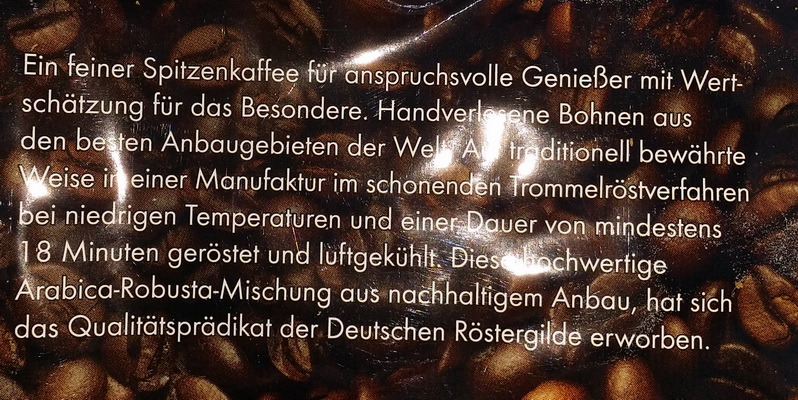 Ein feiner Spitzenkaffee für anspruchsvolle Genießer mit Wert-
schätzung für das Besondere. Handverlesene Bohnen aus
den besten Anbaugebieten der Welt. Auf traditionell bewährte
Weise in einer Manufaktur im schonenden Trommelröstverfahren
bei niedrigen Temperaturen und einer Dauer von mindestens
18 Minuten geröstet und luftgekühlt. Diese hochwertige
Arabica-Robusta-Mischung aus nachhaltigem Anbau, hat sich
das Qualitätsprädikat der Deutschen Röstergilde erworben.